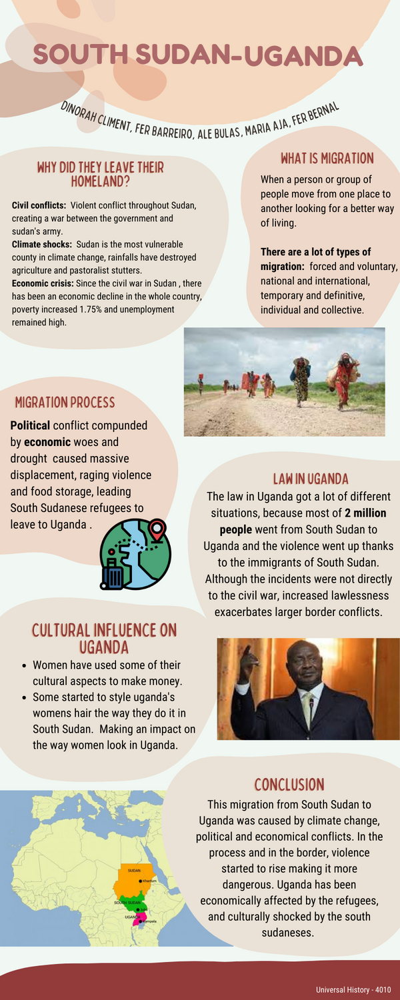 SOUTH SUDAN-UGANDA
DINORAH CLIMENT, FER BARREIRO, ALE BULAS, MARIA AJA, FER BERNAL
WHY DID THEY LEAVE THEIR
HOMELAND?
Civil conflicts: Violent conflict throughout Sudan,
creating a war between the government and
sudan's army.
Climate shocks: Sudan is the most vulnerable
county in climate change, rainfalls have destroyed
agriculture and pastoralist stutters.
Economic crisis: Since the civil war in Sudan , there
has been an economic decline in the whole country,
poverty increased 1.75% and unemployment
remained high.
WHAT IS MIGRATION
When a person or group of
people move from one place to
another looking for a better way
of living.
There are a lot of types of
migration: forced and voluntary,
national and international,
temporary and definitive,
individual and collective.
MIGRATION PROCESS
Political conflict compunded
by economic woes and
drought caused massive
displacement, raging violence
and food storage, leading
South Sudanese refugees to
leave to Uganda .
LAW IN UGANDA
The law in Uganda got a lot of different
situations, because most of 2 million
people went from South Sudan to
Uganda and the violence went up thanks
to the immigrants of South Sudan.
Although the incidents were not directly
to the civil war, increased lawlessness
exacerbates larger border conflicts.
CULTURAL INFLUENCE ON
UGANDA
• Women have used some of their
cultural aspects to make money.
• Some started to style uganda's
womens hair the way they do it in
South Sudan. Making an impact on
the way women look in Uganda.
CONCLUSION
This migration from South Sudan to
Uganda was caused by climate change,
political and economical conflicts. In the
process and in the border, violence
started to rise making it more
dangerous. Uganda has been
economically affected by the refugees,
and culturally shocked by the south
sudaneses.
SUDAN
Khartum
SOUTH SUDAN
Juba
UGANDA
Kampala
Universal History - 4010